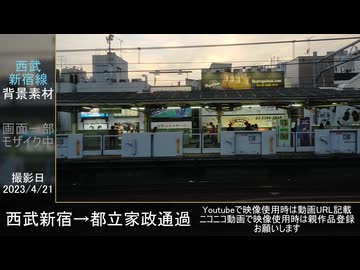 西武
新宿線
背景素材
画面一部
モザイク中
撮影日
2023/4/21
西武新宿→都立家政通過
Youtubeで映像使用時は動画URL記載
ニコニコ動画で映像使用時は親作品登録
お願いします